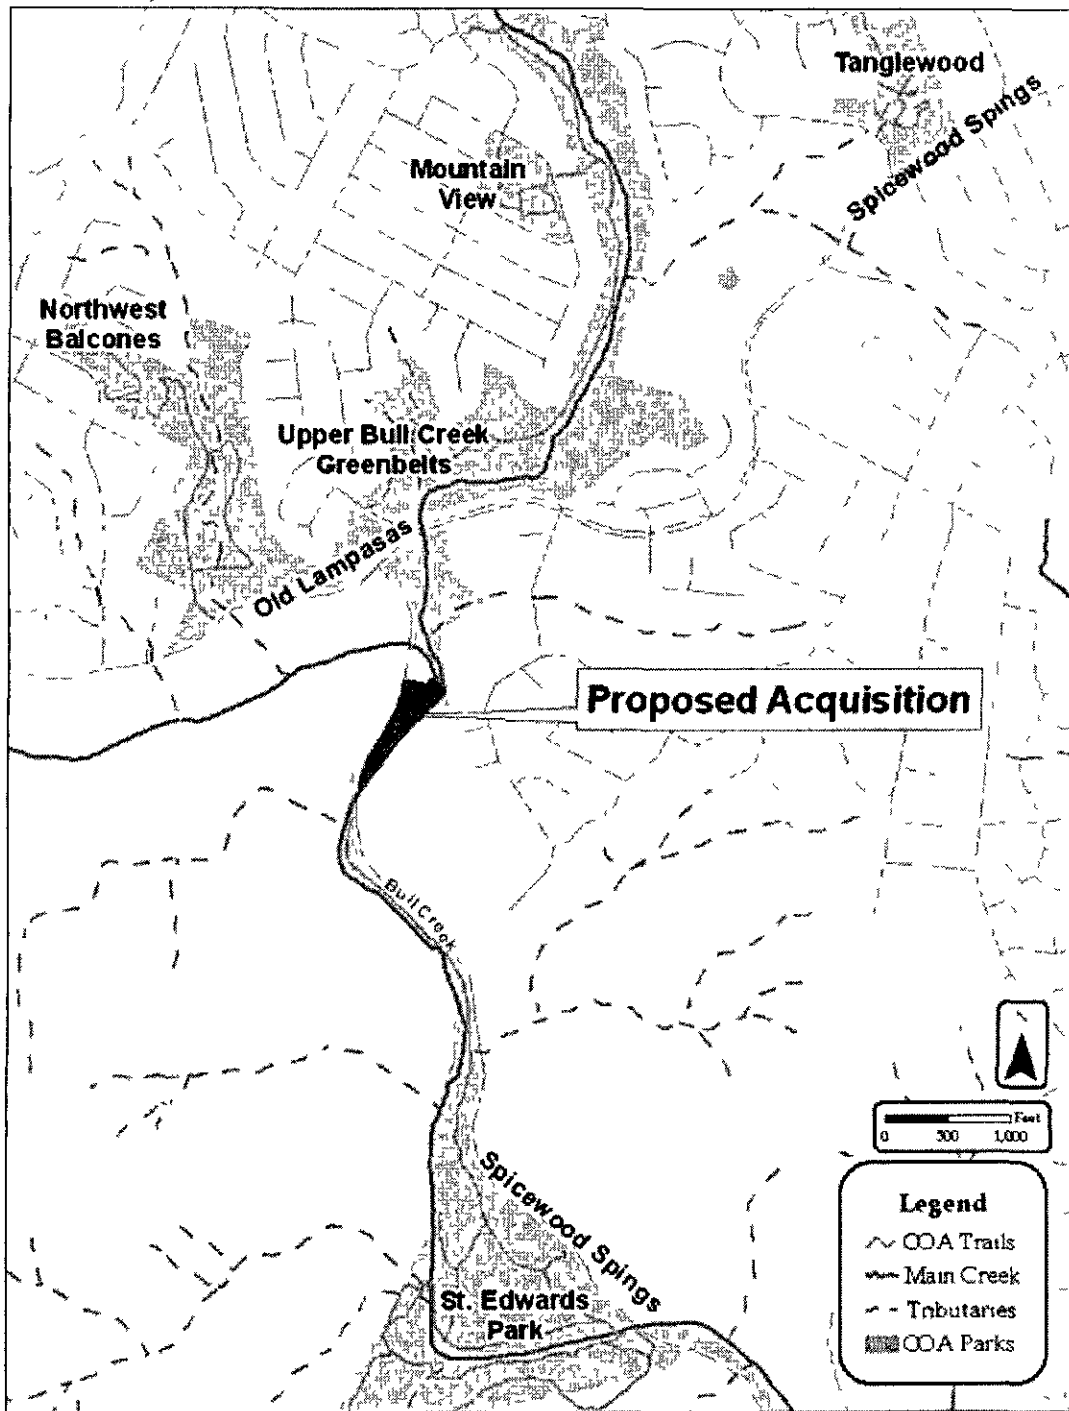 Tanglewood
Spicewood Spings
Mountain
View
Northwest
Balcones
Upper Bull Creek
Greenbelts
Old Lampasas
Proposed Acquisition
Bull Creek
Feet
0 500 1,000
Spicewood Spings
St. Edwards
Park
Legend
COA Trails
Main Creek
Tributaries
COA Parks